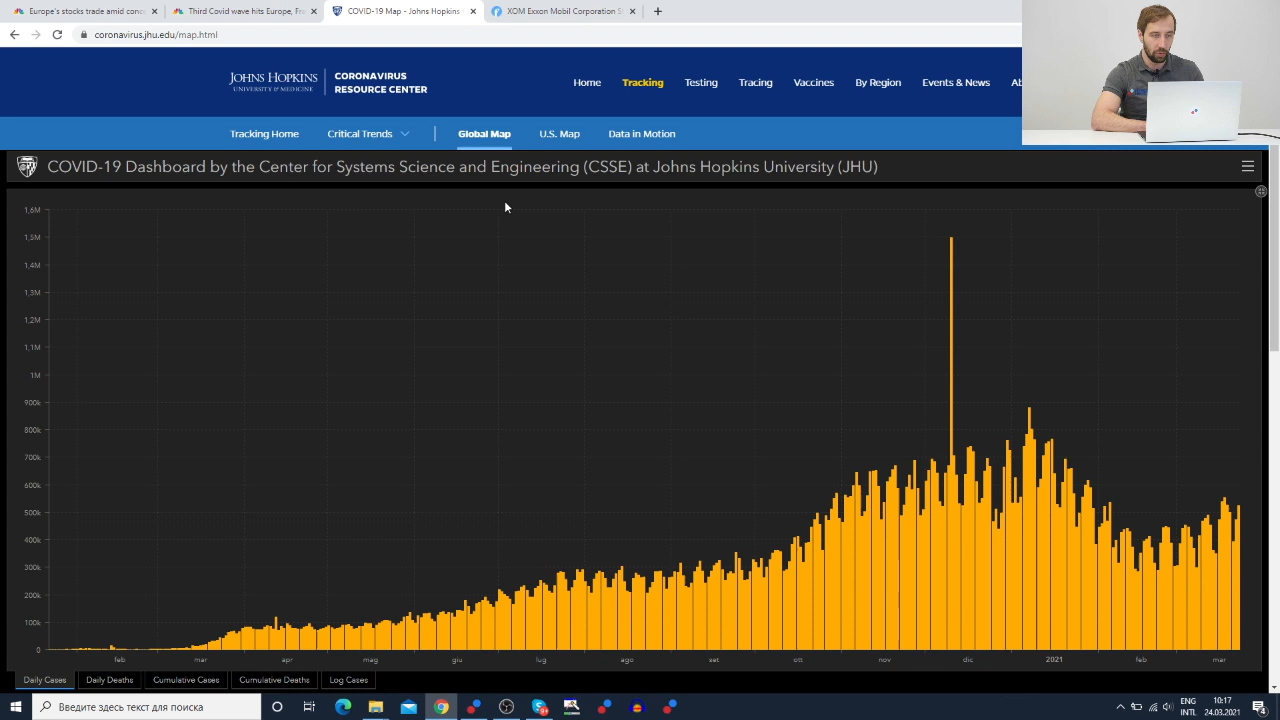 Europe's stocks trade amid conc
Third Covid wave hits Europe, Fra
COVID-19 Map - Johns Hopkins
XOM Exxon Mobil Corporation St
coronavirus.jhu.edu/map.html
JOHNS HOPKINS
UNIVERSITY & MEDICINE
CORONAVIRUS
RESOURCE CENTER
Home
Tracking
Testing
Tracing
Vaccines
By Region
Events & News
Ab
Tracking Home
Critical Trends
Global Map
U.S. Map
Data in Motion
COVID-19 Dashboard by the Center for Systems Science and Engineering (CSSE) at Johns Hopkins University (JHU)
1,6M
1,5M
1,4M
1,3M
1,2M
1,1M
1M
900k
800k
700k
600k
500k
400k
300k
200k
100k
0
feb
mar
apr
mag
giu
lug
ago
set
ott
nov
dic
2021
feb
mar
Daily Cases
Daily Deaths
Cumulative Cases
Cumulative Deaths
Log Cases
Введите здесь текст для поиска
ENG
INTL
10:17
24.03.2021
4